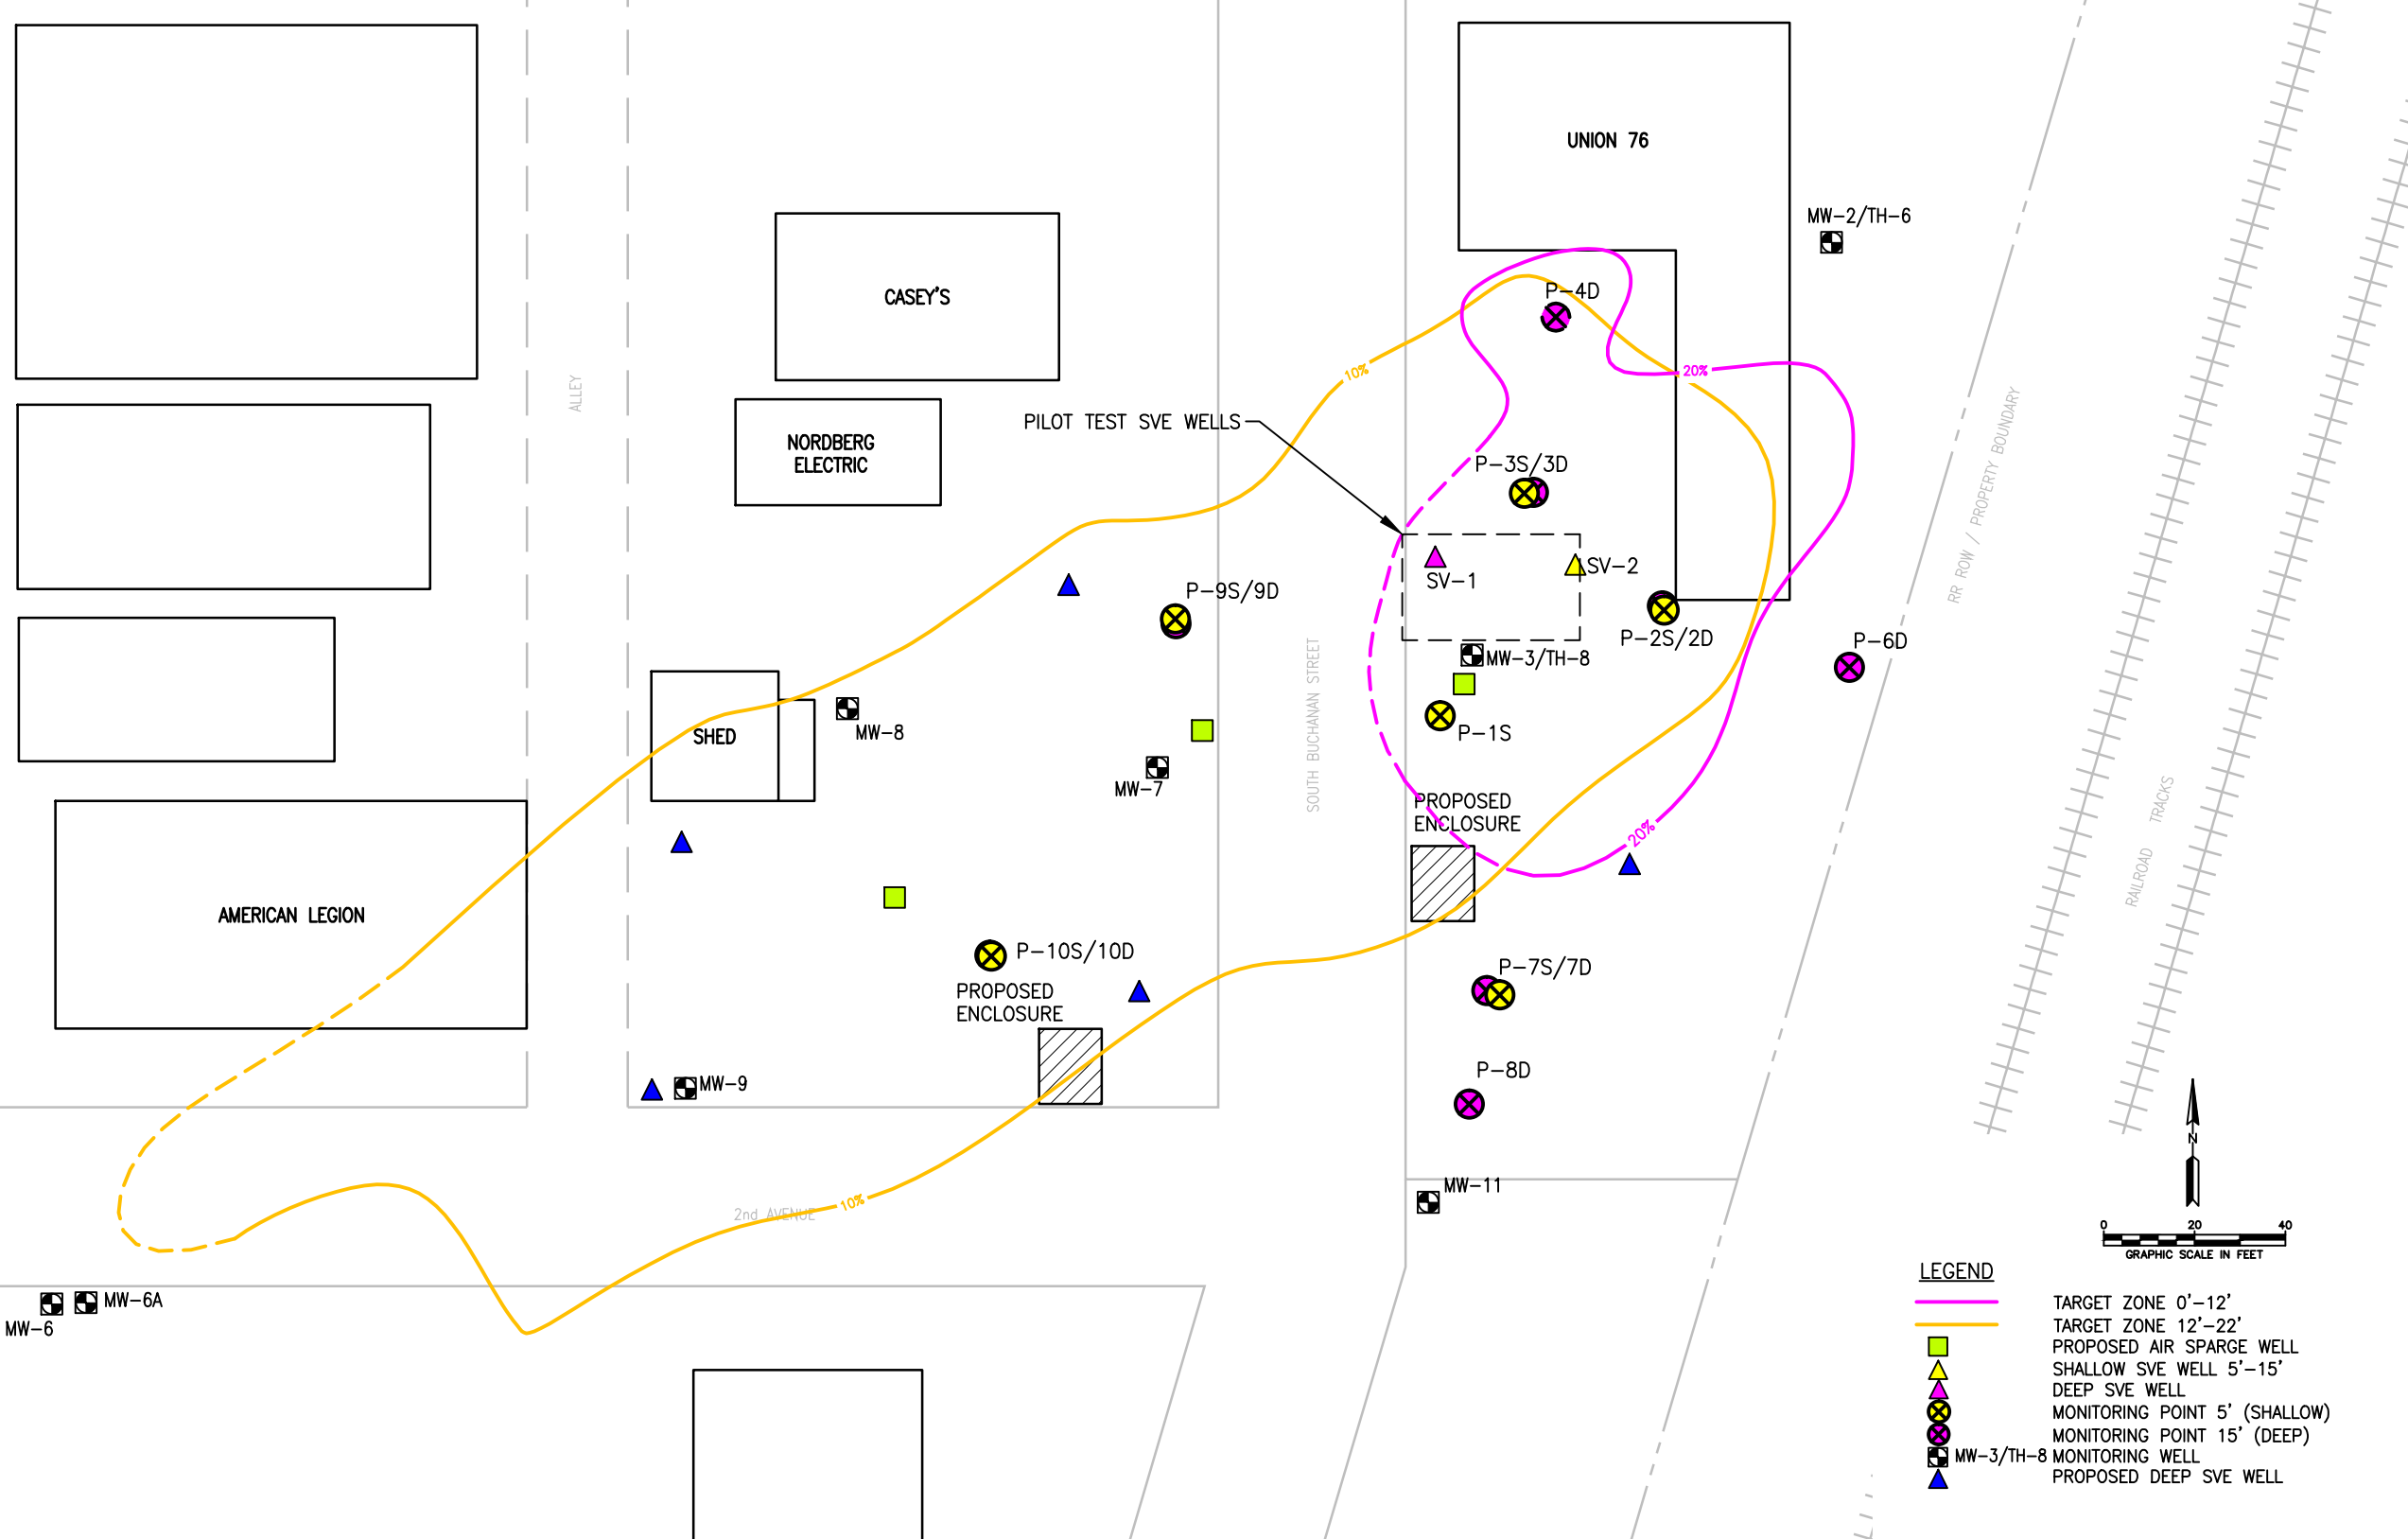 UNION 76
MW-2/TH-6
CASEY'S
P-4D
10%
20%
ALLEY
PILOT TEST SVE WELLS
NORDBERG
ELECTRIC
P-3S/3D
RR ROW / PROPERTY BOUNDARY
SV-1
SV-2
P-9S/9D
P-2S/2D
P-6D
MW-3/TH-8
SOUTH BUCHANAN STREET
SHED
MW-8
P-1S
MW-7
PROPOSED
ENCLOSURE
20%
RAILROAD TRACKS
AMERICAN LEGION
P-10S/10D
P-7S/7D
PROPOSED
ENCLOSURE
MW-9
P-8D
N
MW-11
10%
2nd AVENUE
0 20 40
GRAPHIC SCALE IN FEET
MW-6A
MW-6
LEGEND
TARGET ZONE 0'-12'
TARGET ZONE 12'-22'
PROPOSED AIR SPARGE WELL
SHALLOW SVE WELL 5'-15'
DEEP SVE WELL
MONITORING POINT 5' (SHALLOW)
MONITORING POINT 15' (DEEP)
MW-3/TH-8 MONITORING WELL
PROPOSED DEEP SVE WELL